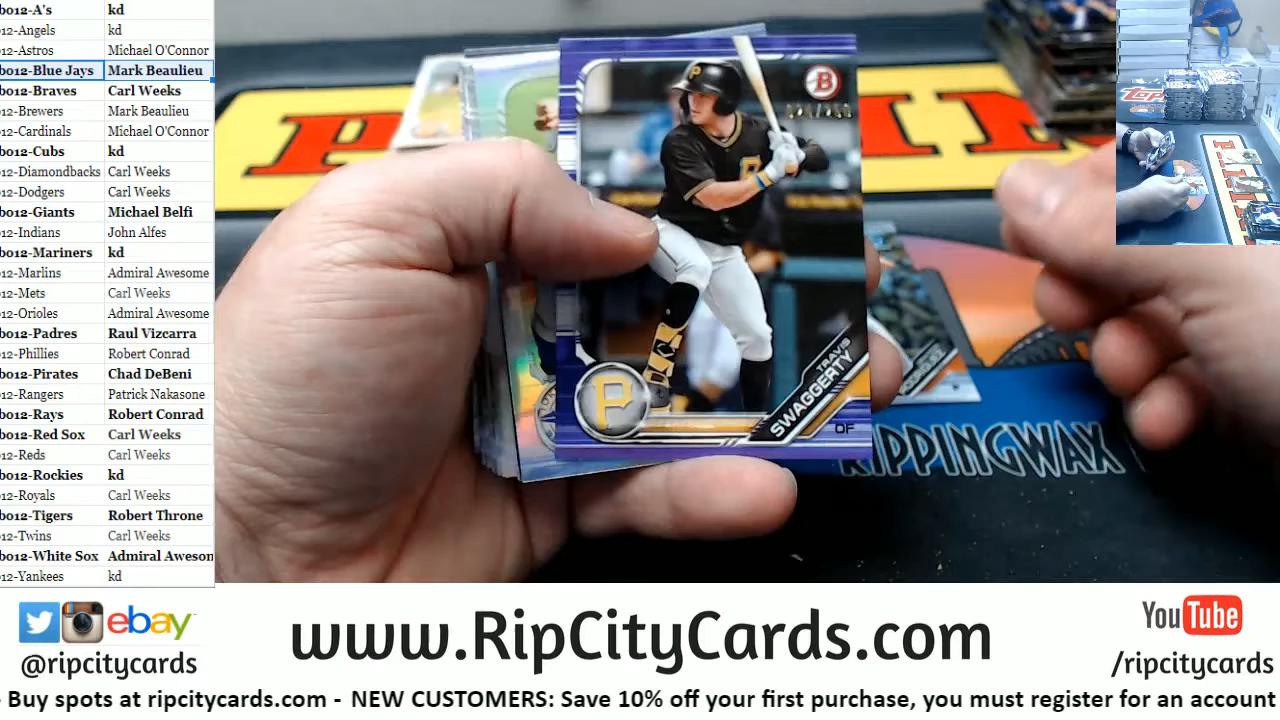 bo12-A's kd
12-Angels kd
12-Astros Michael O'Connor
bo12-Blue Jays Mark Beaulieu
bo12-Braves Carl Weeks
12-Brewers Mark Beaulieu
12-Cardinals Michael O'Connor
bo12-Cubs kd
12-Diamondbacks Carl Weeks
12-Dodgers Carl Weeks
bo12-Giants Michael Belfi
12-Indians John Alfes
bo12-Mariners kd
12-Marlins Admiral Awesome
12-Mets Carl Weeks
12-Orioles Admiral Awesome
bo12-Padres Raul Vizcarra
12-Phillies Robert Conrad
bo12-Pirates Chad DeBeni
12-Rangers Patrick Nakasone
bo12-Rays Robert Conrad
bo12-Red Sox Carl Weeks
12-Reds Carl Weeks
bo12-Rockies kd
12-Royals Carl Weeks
bo12-Tigers Robert Throne
12-Twins Carl Weeks
bo12-White Sox Admiral Awesom
12-Yankees kd
P
B
P
TRAVIS
SWAGGERTY
OF
P
IN
RIPPINGWAX
Topps
ebay
@ripcitycards
www.RipCityCards.com
YouTube
/ripcitycards
Buy spots at ripcitycards.com - NEW CUSTOMERS: Save 10% off your first purchase, you must register for an account